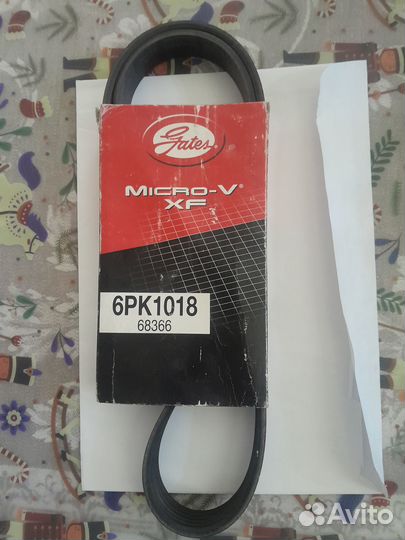 Gates
MICRO-V®
XF
6PK1018
68366
Avito